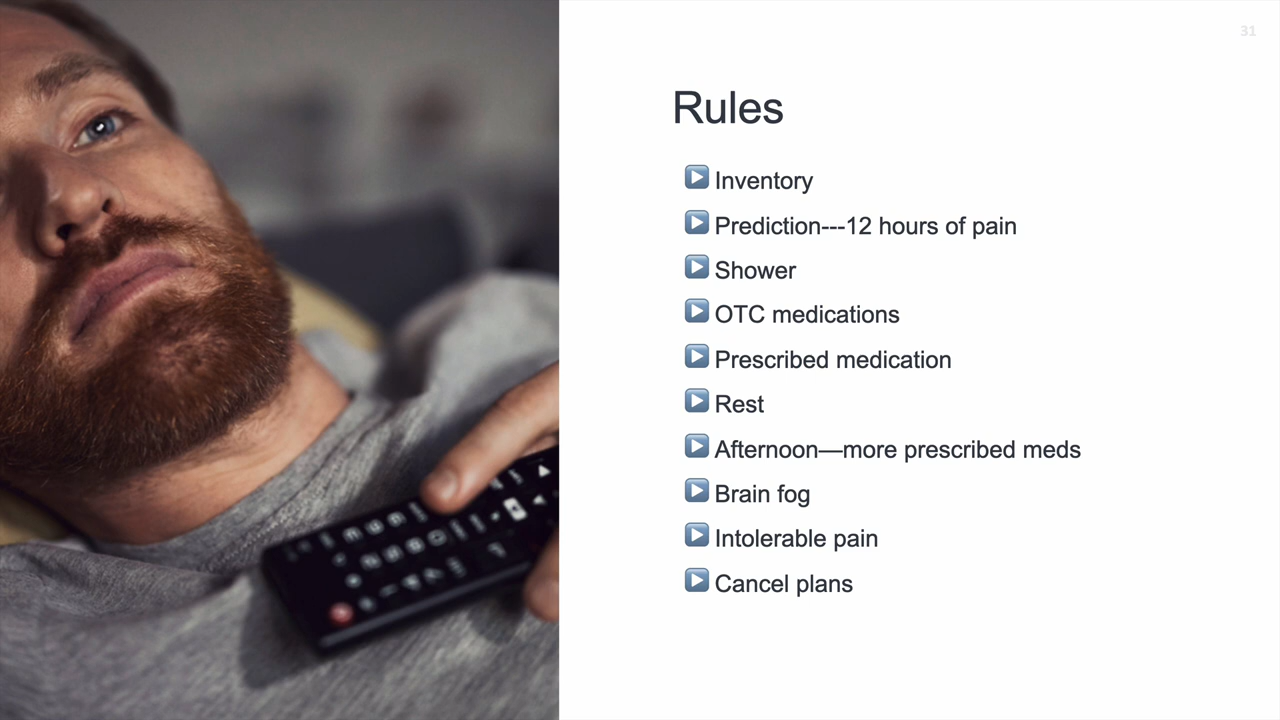 31
Rules
Inventory
Prediction---12 hours of pain
Shower
OTC medications
Prescribed medication
Rest
Afternoon—more prescribed meds
Brain fog
Intolerable pain
Cancel plans